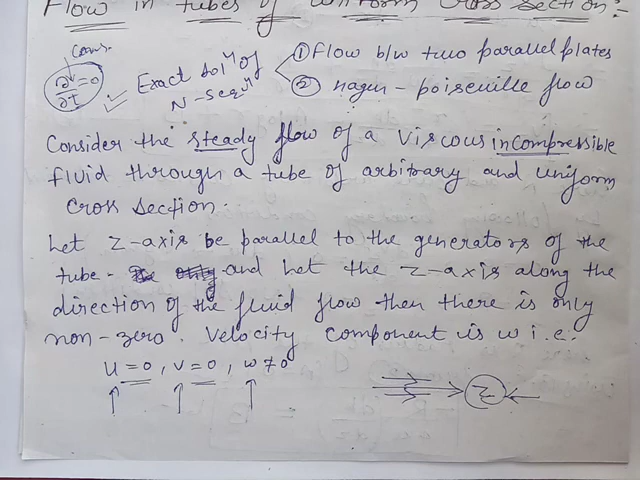 Flow in tubes of uniform cross section:-
cons.
∂v/∂t = 0
Exact solⁿ of N-seqⁿ
① Flow b/w two parallel plates
② hagen - poiseuille flow
Consider the steady flow of a viscous incompressible
fluid through a tube of arbitrary and uniform
cross section.
Let z-axis be parallel to the generators of the
tube. and Let the z-axis along the
direction of the fluid flow then there is only
non-zero. Velocity component is w i.e.
u=0, v=0, w≠0
Z